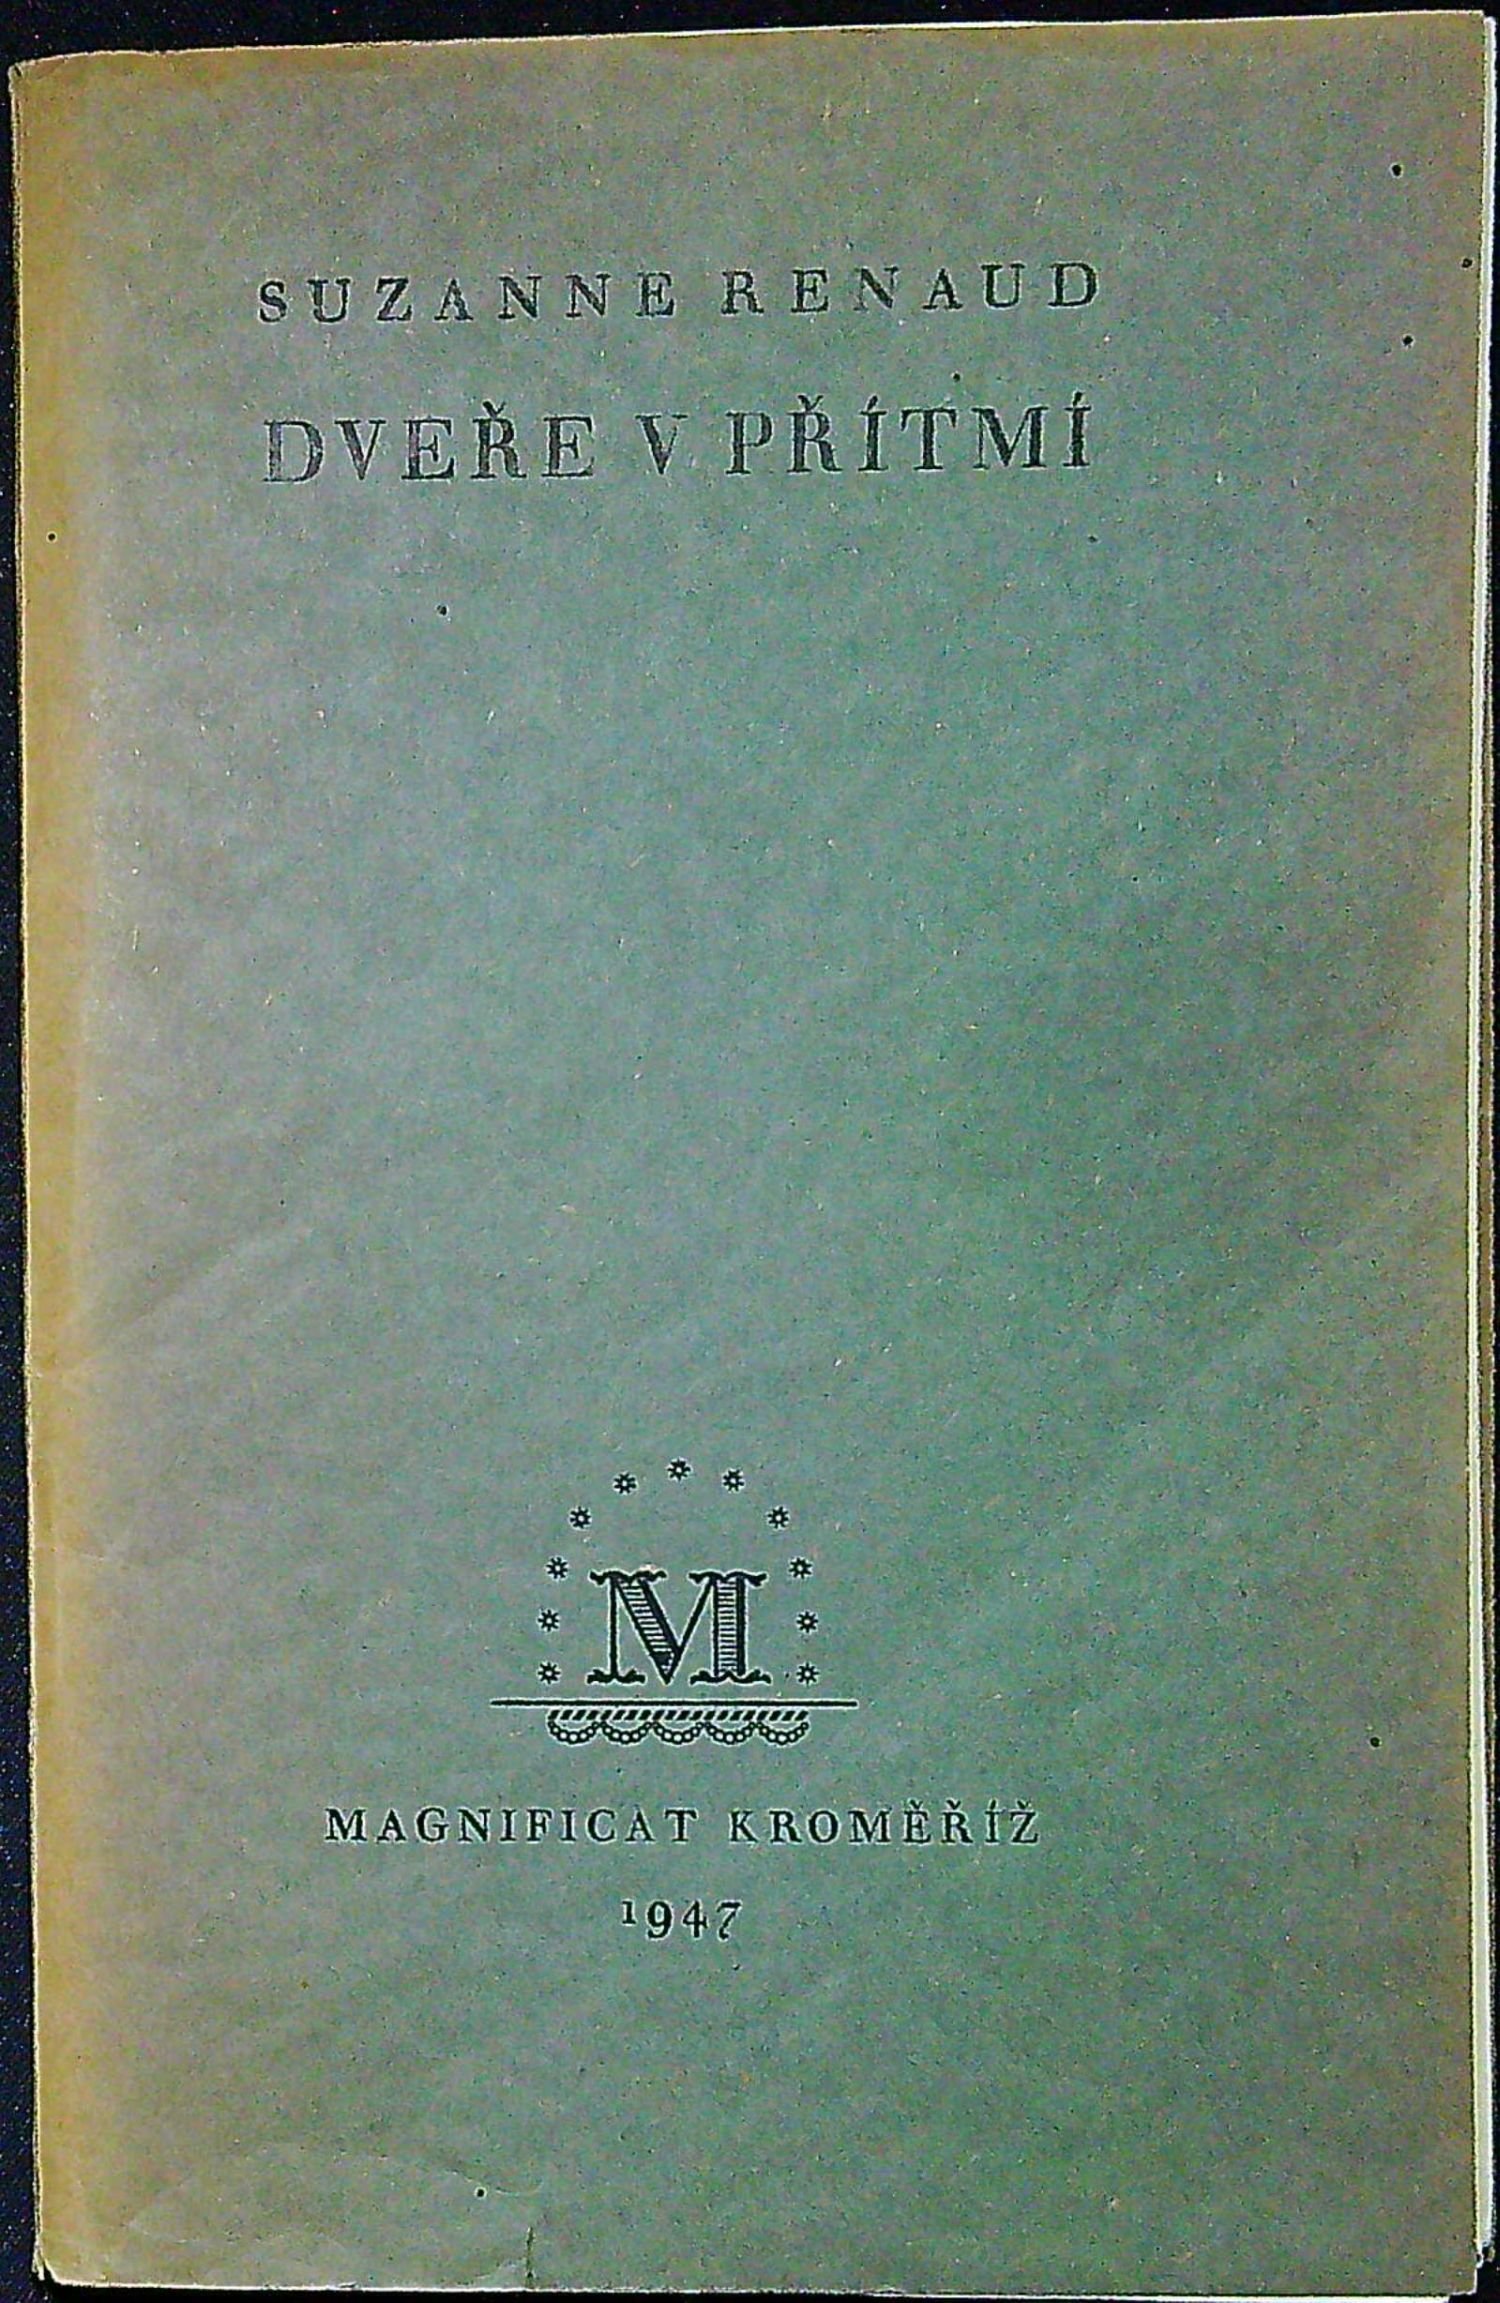 SUZANNE RENAUD
DVEŘE V PŘÍTMÍ
M
MAGNIFICAT KROMĚŘÍŽ
1947